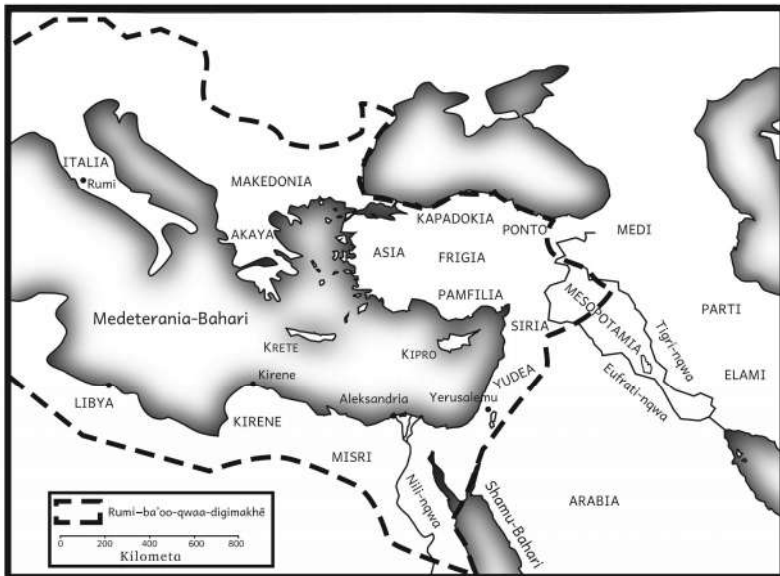 ITALIA
Rumi
MAKEDONIA
AKAYA
KAPADOKIA
PONTO
MEDI
ASIA
FRIGIA
PAMFILIA
MESOPOTAMIA
PARTI
Medeterania-Bahari
SIRIA
Tigri-nqwa
KRETE
KIPRO
ELAMI
YUDEA
Eufrati-nqwa
Kirene
LIBYA
Aleksandria
Yerusalemu
KIRENE
MISRI
Nili-nqwa
Shamu-Bahari
ARABIA
Rumi-ba'oo-qwaa-digimakhê
0 200 400 600 800
Kilometa